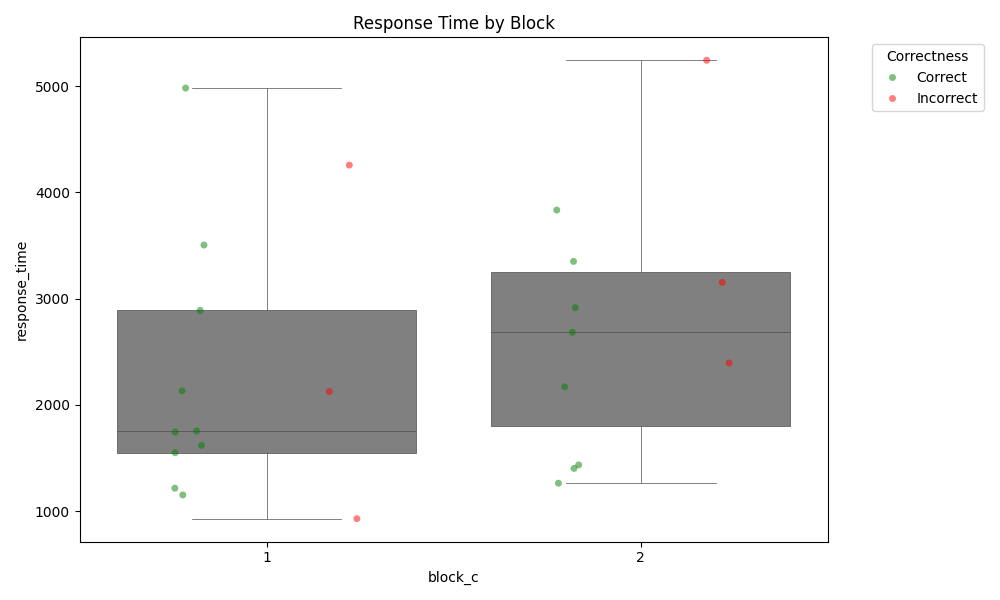 Response Time by Block
Correctness
Correct
Incorrect
response_time
5000
4000
3000
2000
1000
1
2
block_c